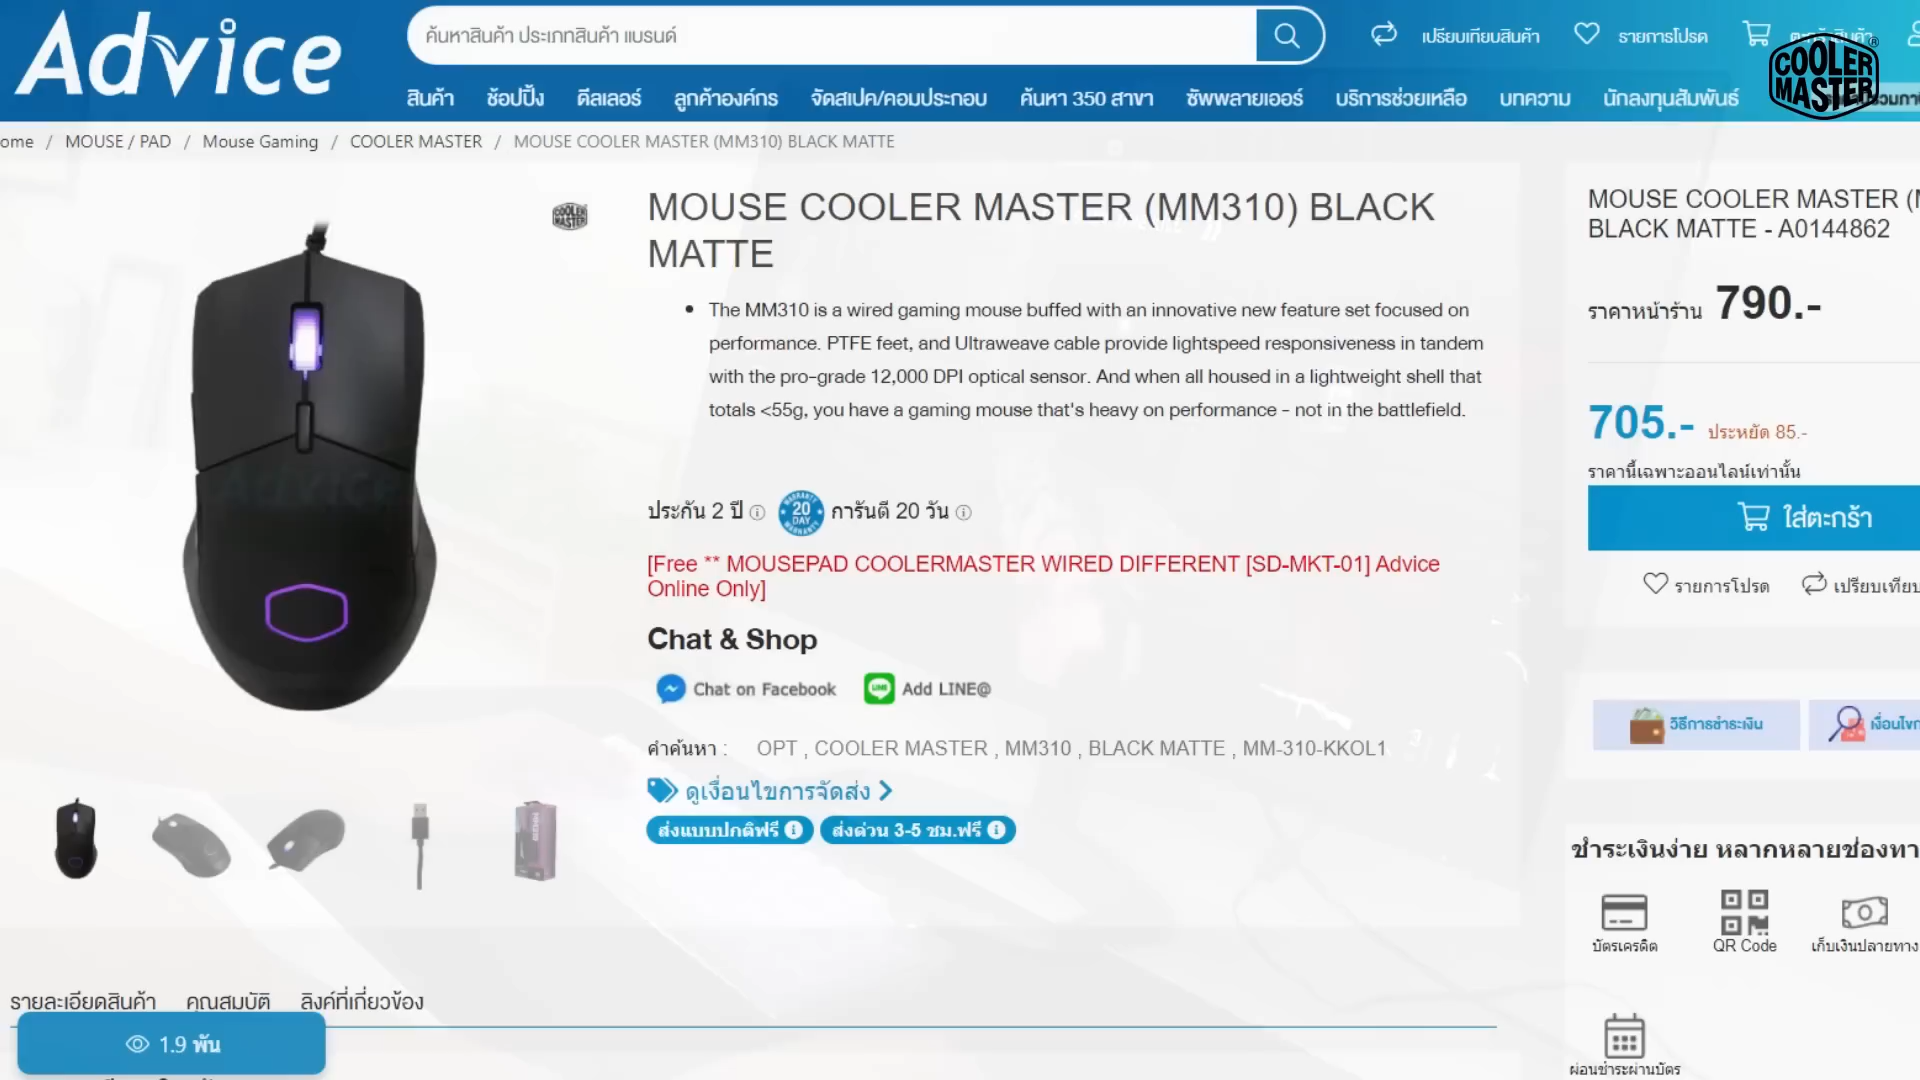 Advice
ค้นหาสินค้า ประเภทสินค้า แบรนด์
เปรียบเทียบสินค้า
รายการโปรด
COOLER MASTER
สินค้า ช้อปปิ้ง ดีลเลอร์ ลูกค้าองค์กร จัดสเปค/คอมประกอบ ค้นหา 350 สาขา ซัพพลายเออร์ บริการช่วยเหลือ บทความ นักลงทุนสัมพันธ์
ome / MOUSE / PAD / Mouse Gaming / COOLER MASTER / MOUSE COOLER MASTER (MM310) BLACK MATTE
COOLER MASTER
MOUSE COOLER MASTER (MM310) BLACK
MATTE
• The MM310 is a wired gaming mouse buffed with an innovative new feature set focused on
performance. PTFE feet, and Ultraweave cable provide lightspeed responsiveness in tandem
with the pro-grade 12,000 DPI optical sensor. And when all housed in a lightweight shell that
totals <55g, you have a gaming mouse that's heavy on performance - not in the battlefield.
ประกัน 2 ปี WARRANTY 20 DAY WARRANTY การันตี 20 วัน
[Free ** MOUSEPAD COOLERMASTER WIRED DIFFERENT [SD-MKT-01] Advice
Online Only]
Chat & Shop
Chat on Facebook LINE Add LINE@
คำค้นหา : OPT , COOLER MASTER , MM310 , BLACK MATTE , MM-310-KKOL1
ดูเงื่อนไขการจัดส่ง
ส่งแบบปกติฟรี ส่งด่วน 3-5 ชม.ฟรี
รายละเอียดสินค้า คุณสมบัติ ลิงค์ที่เกี่ยวข้อง
1.9 พัน
MOUSE COOLER MASTER (M
BLACK MATTE - A0144862
ราคาหน้าร้าน 790.-
705.- ประหยัด 85.-
ราคานี้เฉพาะออนไลน์เท่านั้น
ใส่ตะกร้า
รายการโปรด เปรียบเทียบ
วิธีการชำระเงิน เงื่อนไข
ชำระเงินง่าย หลากหลายช่องทา
บัตรเครดิต QR Code เก็บเงินปลายทาง
ผ่อนชำระผ่านบัตร